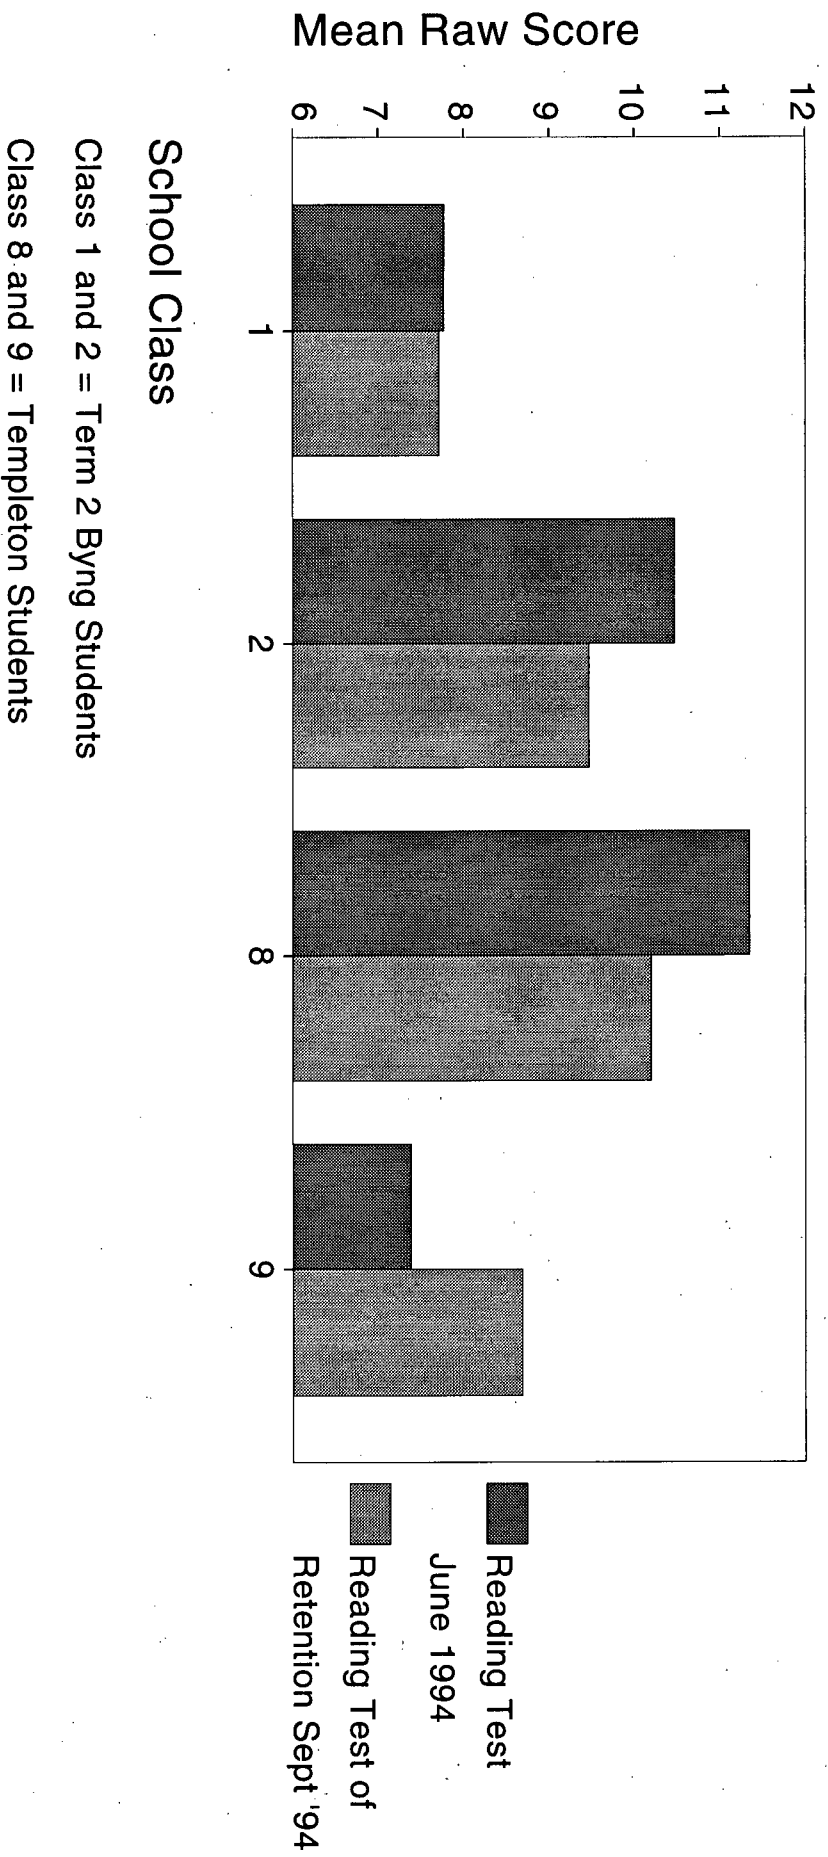 Mean Raw Score
12
11
10
9
8
7
6
1
2
8
9
School Class
Class 1 and 2 = Term 2 Byng Students
Class 8 and 9 = Templeton Students
Reading Test
June 1994
Reading Test of
Retention Sept '94